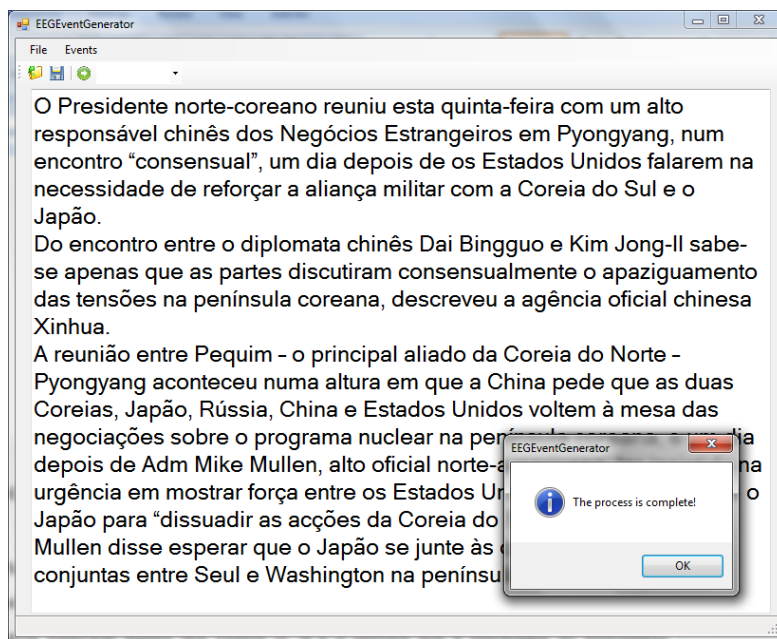 EEGEventGenerator
File Events
O Presidente norte-coreano reuniu esta quinta-feira com um alto
responsável chinês dos Negócios Estrangeiros em Pyongyang, num
encontro “consensual”, um dia depois de os Estados Unidos falarem na
necessidade de reforçar a aliança militar com a Coreia do Sul e o
Japão.
Do encontro entre o diplomata chinês Dai Bingguo e Kim Jong-Il sabe-
se apenas que as partes discutiram consensualmente o apaziguamento
das tensões na península coreana, descreveu a agência oficial chinesa
Xinhua.
A reunião entre Pequim – o principal aliado da Coreia do Norte –
Pyongyang aconteceu numa altura em que a China pede que as duas
Coreias, Japão, Rússia, China e Estados Unidos voltem à mesa das
negociações sobre o programa nuclear na península coreana, e um dia
depois de Adm Mike Mullen, alto oficial na
urgência em mostrar força entre os Estados o
Japão para “dissuadir as acções da Coreia do
Mullen disse esperar que o Japão se junte às
conjuntas entre Seul e Washington na
EEGEventGenerator
The process is complete!
OK